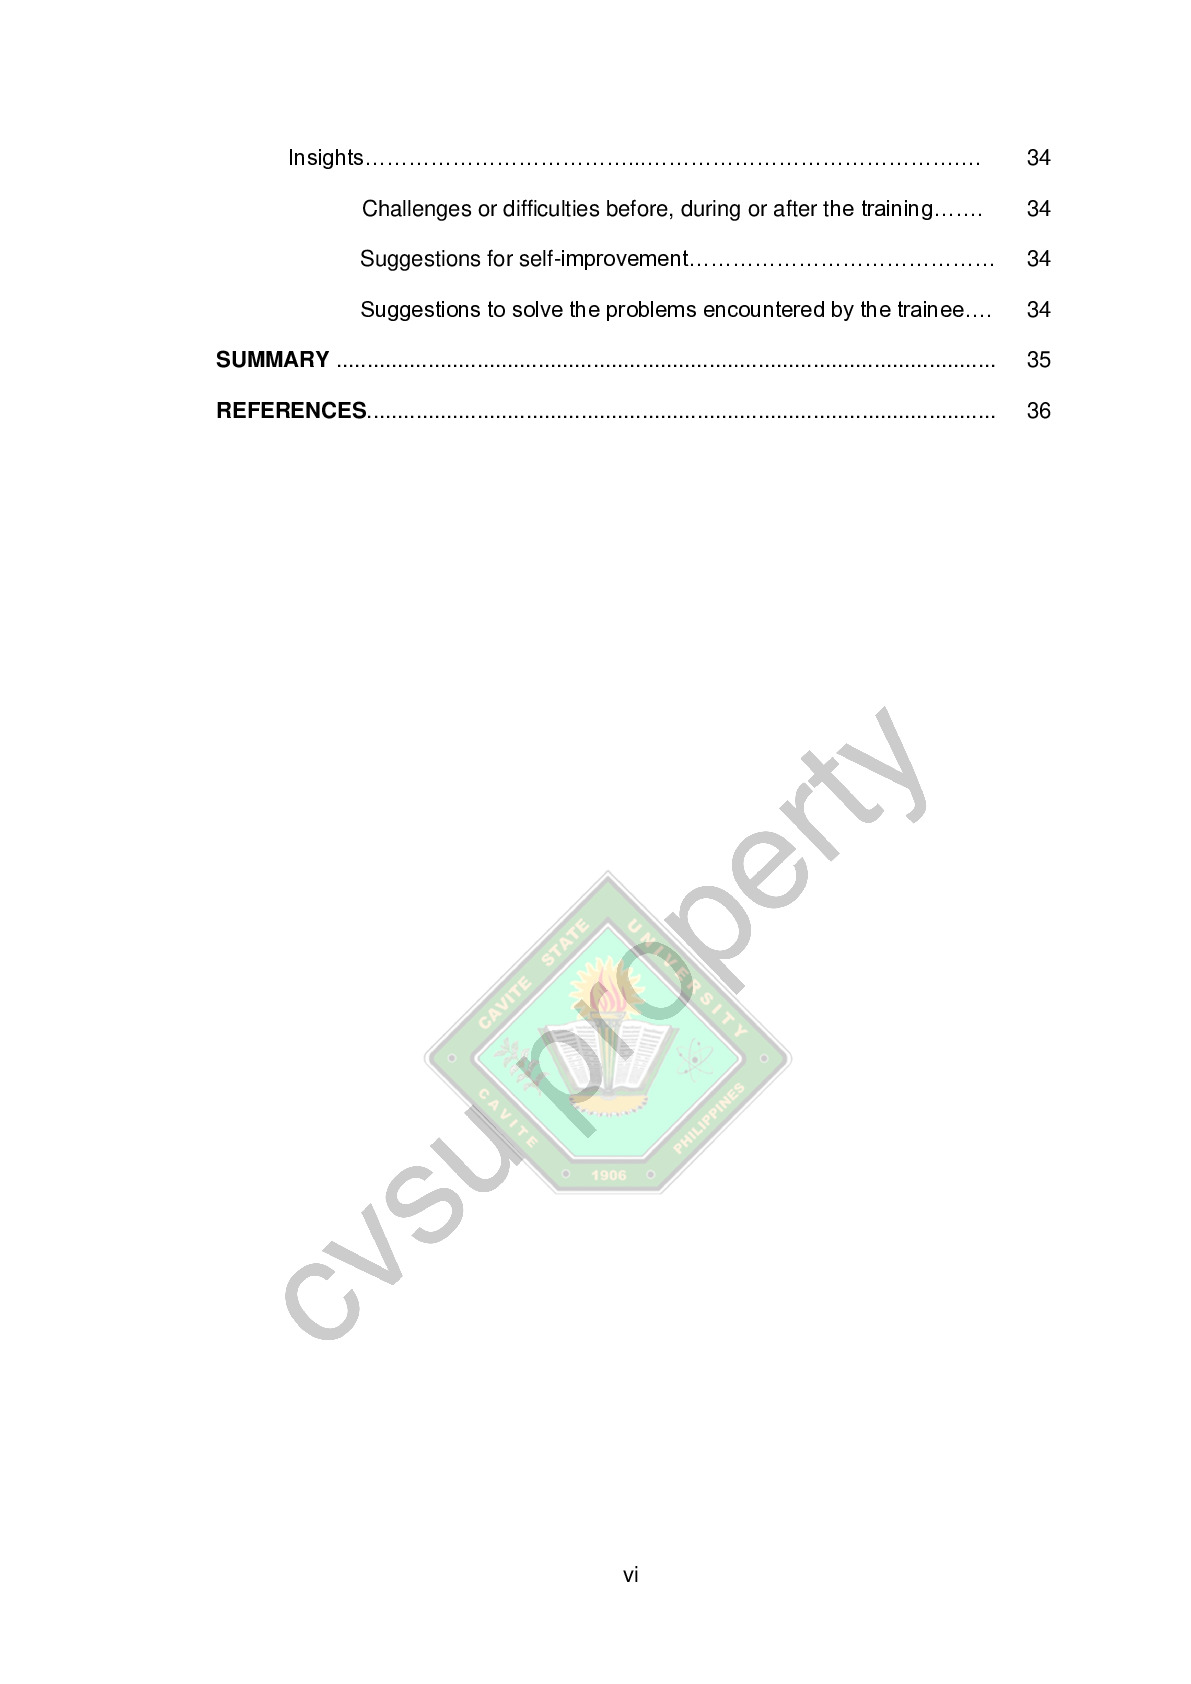 Insights………………………………..…………………………………….… 34
Challenges or difficulties before, during or after the training……. 34
Suggestions for self-improvement…………………………………… 34
Suggestions to solve the problems encountered by the trainee…. 34
SUMMARY ............................................................................................................ 35
REFERENCES....................................................................................................... 36
cvsu property
CAVITE STATE UNIVERSITY
CAVITE
1906
PHILIPPINES
vi